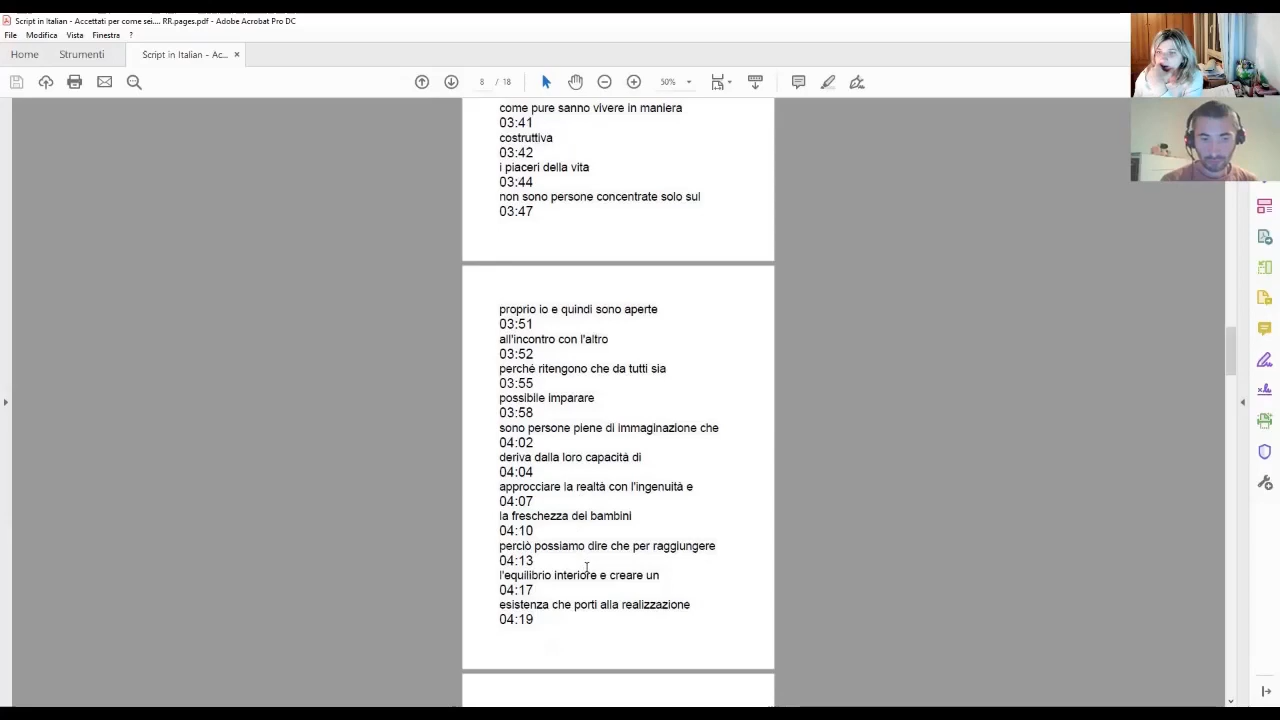 Script in Italian - Accettati per come sei.... RR.pages.pdf - Adobe Acrobat Pro DC
File Modifica Vista Finestra ?
Home Strumenti Script in Italian - Ac... ×
8 / 18 50%
come pure sanno vivere in maniera
03:41
costruttiva
03:42
i piaceri della vita
03:44
non sono persone concentrate solo sul
03:47
proprio io e quindi sono aperte
03:51
all'incontro con l'altro
03:52
perché ritengono che da tutti sia
03:55
possibile imparare
03:58
sono persone piene di immaginazione che
04:02
deriva dalla loro capacità di
04:04
approcciare la realtà con l'ingenuità e
04:07
la freschezza dei bambini
04:10
perciò possiamo dire che per raggiungere
04:13
l'equilibrio interiore e creare un
04:17
esistenza che porti alla realizzazione
04:19